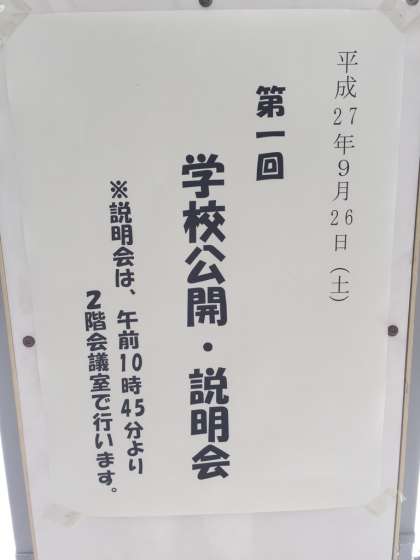 平成27年9月26日（土）
第一回
学校公開・説明会
※説明会は、午前10時45分より
2階会議室で行います。